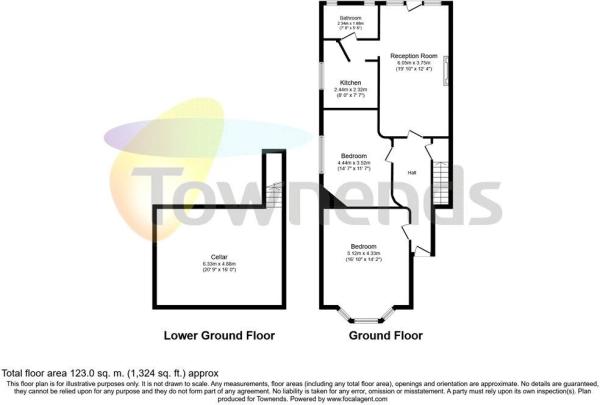 Bathroom
2.34m x 1.68m
(7' 8" x 5' 6")
Reception Room
6.05m x 3.75m
(19' 10" x 12' 4")
Kitchen
2.44m x 2.32m
(8' 0" x 7' 7")
Bedroom
4.44m x 3.52m
(14' 7" x 11' 7")
Hall
Townends
Cellar
6.33m x 4.88m
(20' 9" x 16' 0")
Bedroom
5.12m x 4.33m
(16' 10" x 14' 2")
Lower Ground Floor
Ground Floor
Total floor area 123.0 sq. m. (1,324 sq. ft.) approx
This floor plan is for illustrative purposes only. It is not drawn to scale. Any measurements, floor areas (including any total floor area), openings and orientation are approximate. No details are guaranteed,
they cannot be relied upon for any purpose and they do not form part of any agreement. No liability is taken for any error, omission or misstatement. A party must rely upon its own inspection(s). Plan
produced for Townends. Powered by www.focalagent.com